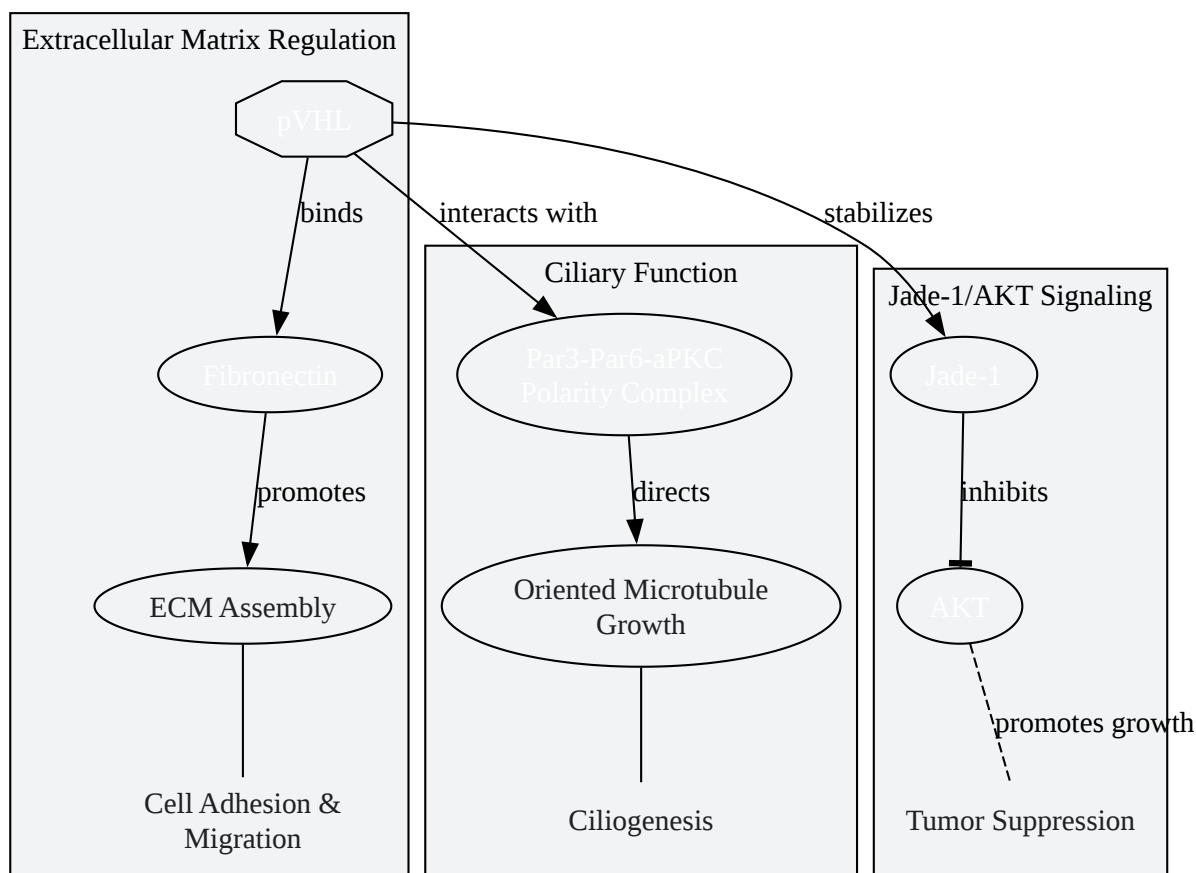 Extracellular Matrix Regulation
pVHL
binds
interacts with
stabilizes
Ciliary Function
Jade-1/AKT Signaling
Fibronectin
Par3-Par6-aPKC
Polarity Complex
Jade-1
promotes
directs
inhibits
ECM Assembly
Oriented Microtubule
Growth
AKT
promotes growth
Cell Adhesion &
Migration
Ciliogenesis
Tumor Suppression